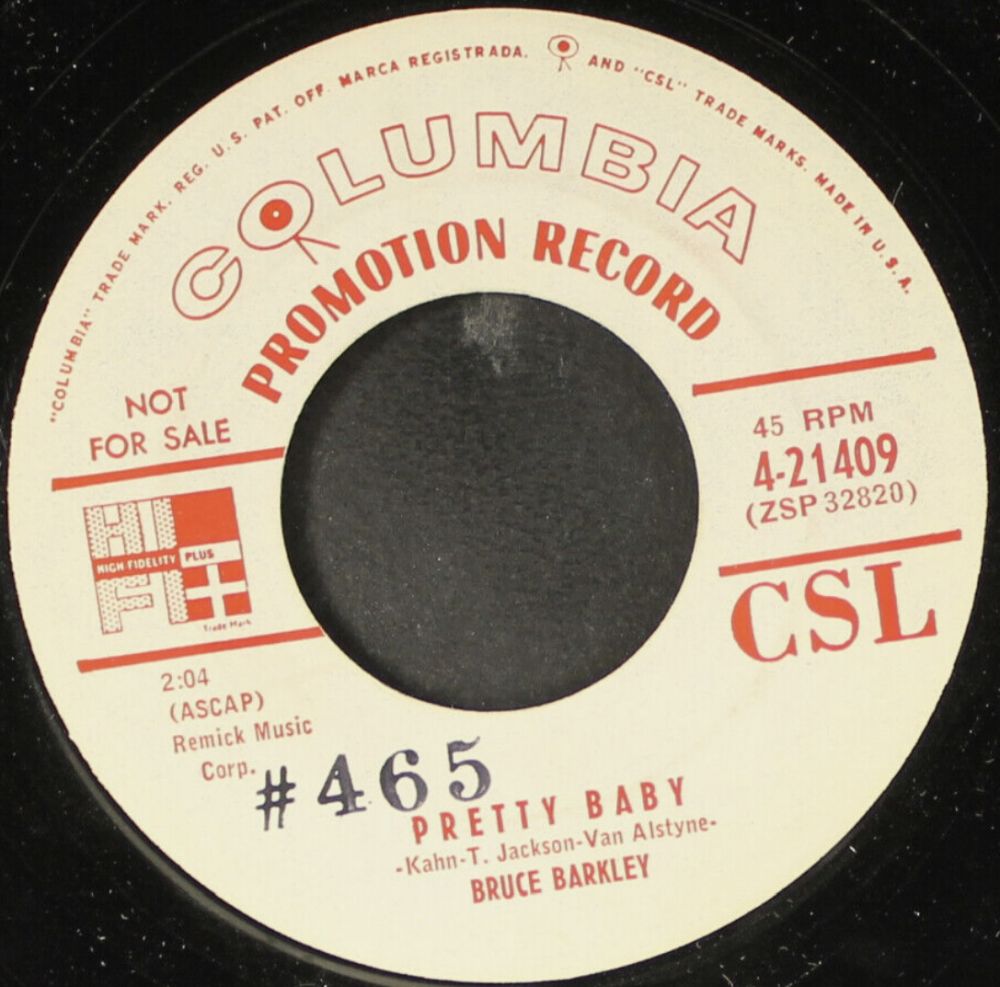 "COLUMBIA" TRADE MARK. REG. U.S. PAT. OFF. MARCA REGISTRADA. AND "CSL" TRADE MARKS. MADE IN U.S.A.
COLUMBIA
PROMOTION RECORD
NOT
FOR SALE
HI
HIGH FIDELITY PLUS
FI
Trade Mark
45 RPM
4-21409
(ZSP 32820)
CSL
2:04
(ASCAP)
Remick Music
Corp.
#465
PRETTY BABY
-Kahn-T. Jackson-Van Alstyne-
BRUCE BARKLEY